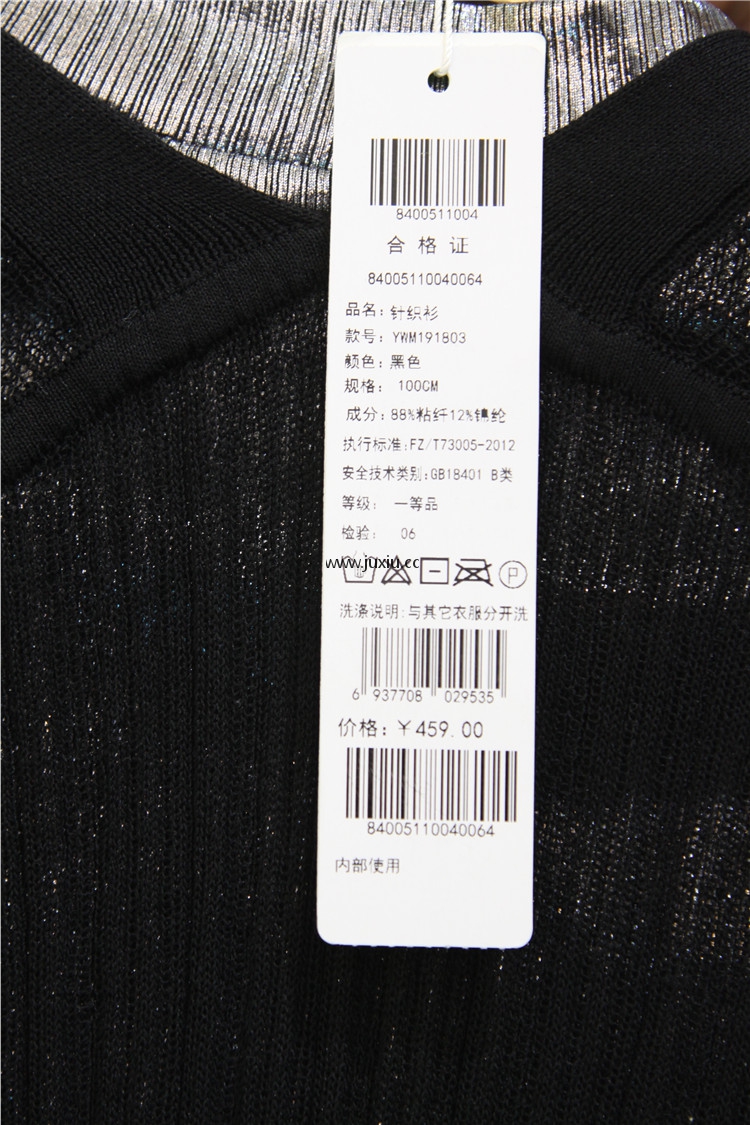 8400511004
合格证
84005110040064
品名: 针织衫
款号: YWM191803
颜色: 黑色
规格: 100CM
成分: 88%粘纤12%锦纶
执行标准:FZ/T73005-2012
安全技术类别:GB18401 B类
等级: 一等品
检验: 06
www.juxiu.cc
P
洗涤说明:与其它衣服分开洗
6 937708 029535
价格: ¥459.00
84005110040064
内部使用